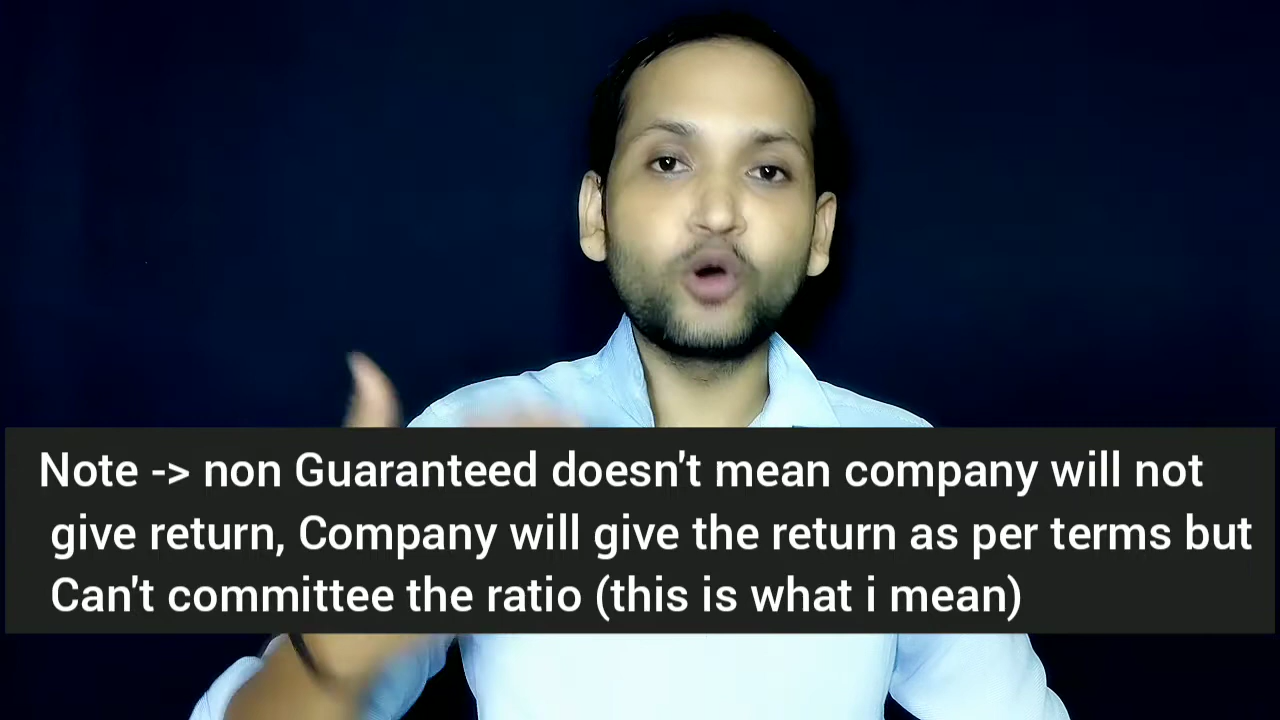 Note -> non Guaranteed doesn't mean company will not
give return, Company will give the return as per terms but
Can't committee the ratio (this is what i mean)